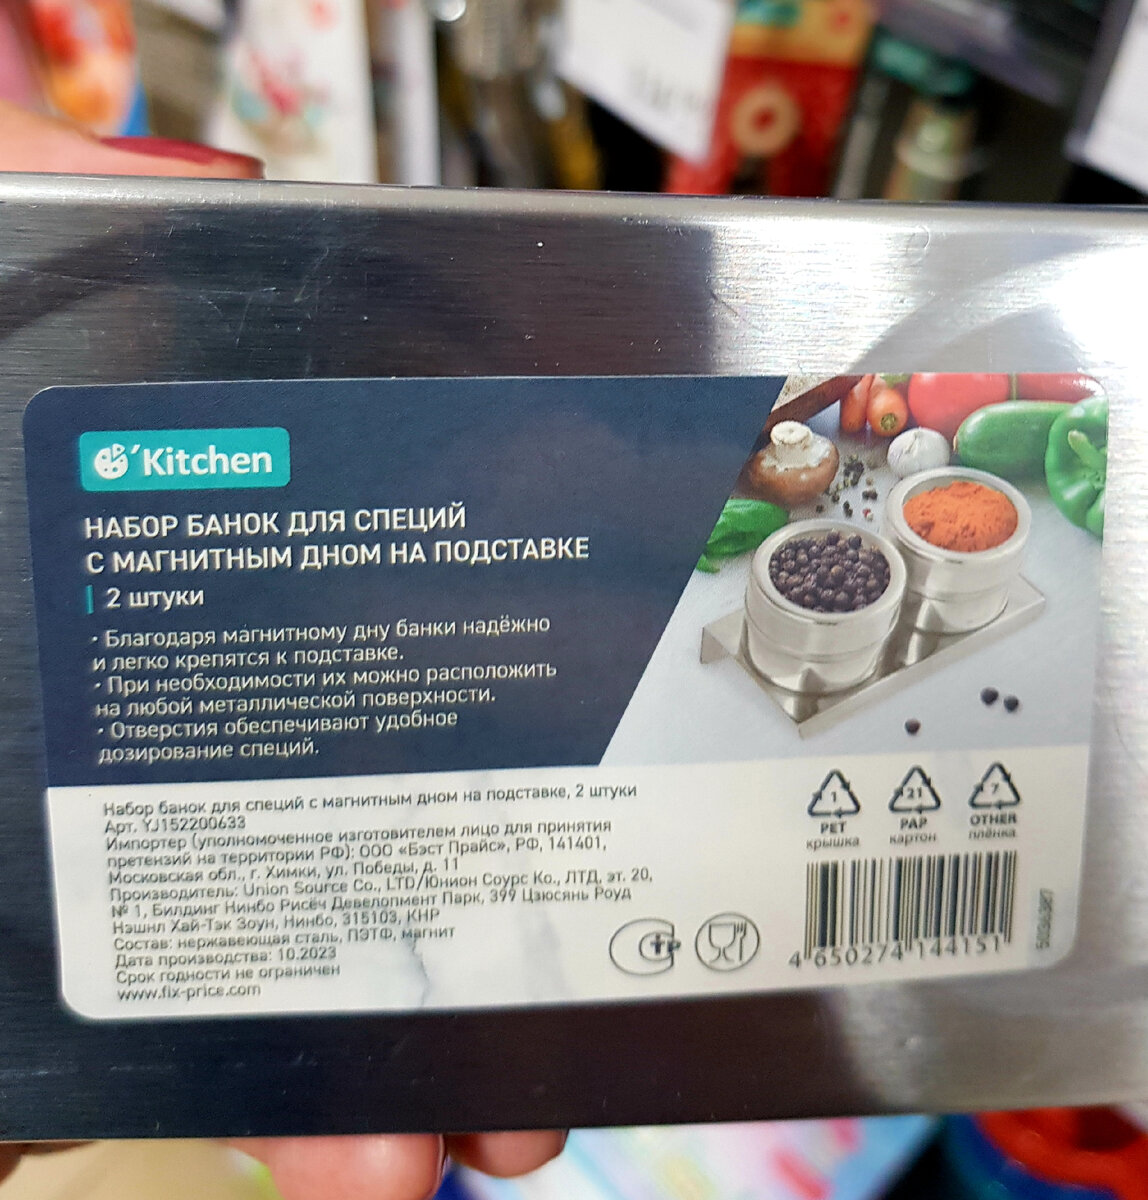 'Kitchen
НАБОР БАНОК ДЛЯ СПЕЦИЙ
С МАГНИТНЫМ ДНОМ НА ПОДСТАВКЕ
2 штуки
• Благодаря магнитному дну банки надёжно
и легко крепятся к подставке.
• При необходимости их можно расположить
на любой металлической поверхности.
• Отверстия обеспечивают удобное
дозирование специй.
Набор банок для специй с магнитным дном на подставке, 2 штуки
Арт. YJ152200633
Импортер (уполномоченное изготовителем лицо для принятия
претензий на территории РФ): ООО «Бэст Прайс», РФ, 141401,
Московская обл., г. Химки, ул. Победы, д. 11
Производитель: Union Source Co., LTD/Юнион Соурс Ко., ЛТД, эт. 20,
№ 1, Билдинг Нинбо Рисёч Девелопмент Парк, 399 Цзюсянь Роуд
Нэшнл Хай-Тэк Зоун, Нинбо, 315103, КНР
Состав: нержавеющая сталь, ПЭТФ, магнит
Дата производства: 10.2023
Срок годности не ограничен
www.fix-price.com
1
PET
крышка
21
PAP
картон
7
OTHER
плёнка
4 650274 144151